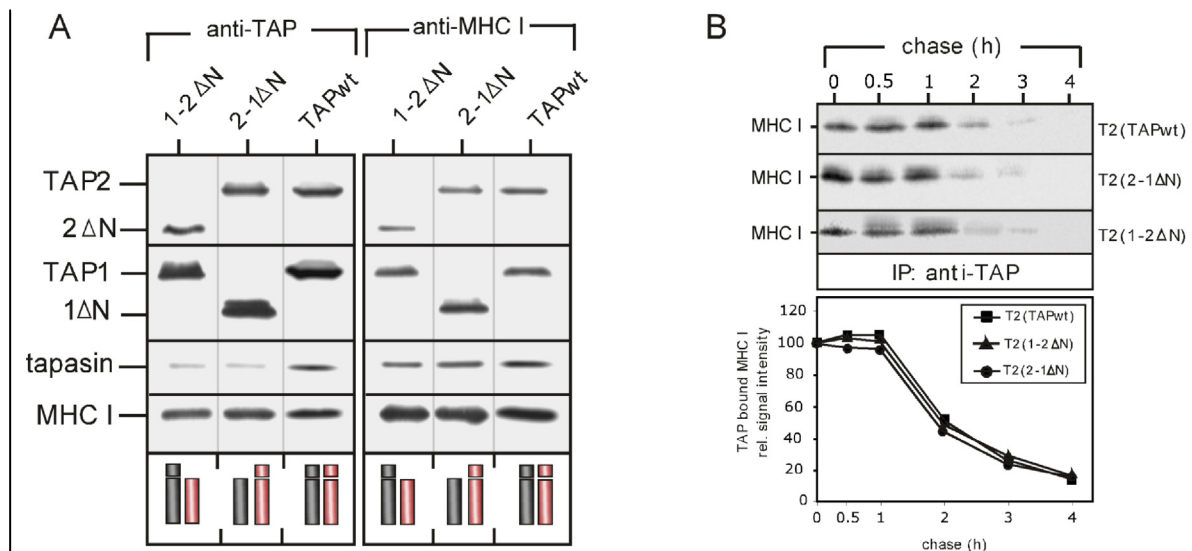 A
anti-TAP
anti-MHC I
1-2 ΔN
2-1ΔN
TAPwt
1-2 ΔN
2-1ΔN
TAPwt
TAP2
2ΔN
TAP1
1ΔN
tapasin
MHC I
B
chase (h)
0 0.5 1 2 3 4
MHC I
T2(TAPwt)
MHC I
T2(2-1ΔN)
MHC I
T2(1-2ΔN)
IP: anti-TAP
TAP bound MHC I
rel. signal intensity
120
100
80
60
40
20
0
T2(TAPwt)
T2(1-2ΔN)
T2(2-1ΔN)
0 0.5 1 2 3 4
chase (h)